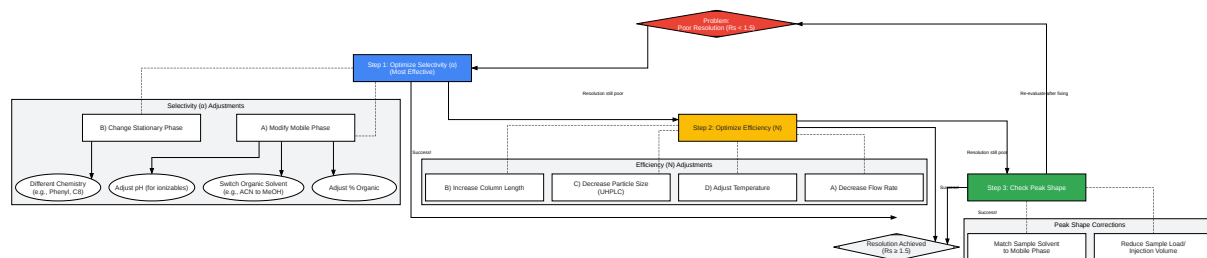 Problem:
Poor Resolution (Rs < 1.5)
Step 1: Optimize Selectivity (α)
(Most Effective)
Resolution still poor
Re-evaluate after fixing
Selectivity (α) Adjustments
B) Change Stationary Phase
A) Modify Mobile Phase
Different Chemistry
(e.g., Phenyl, C8)
Adjust pH (for ionizables)
Switch Organic Solvent
(e.g., ACN to MeOH)
Adjust % Organic
Step 2: Optimize Efficiency (N)
Success!
Resolution still poor
Efficiency (N) Adjustments
B) Increase Column Length
C) Decrease Particle Size
(UHPLC)
D) Adjust Temperature
A) Decrease Flow Rate
Success!
Step 3: Check Peak Shape
Success!
Resolution Achieved
(Rs ≥ 1.5)
Peak Shape Corrections
Match Sample Solvent
to Mobile Phase
Reduce Sample Load/
Injection Volume